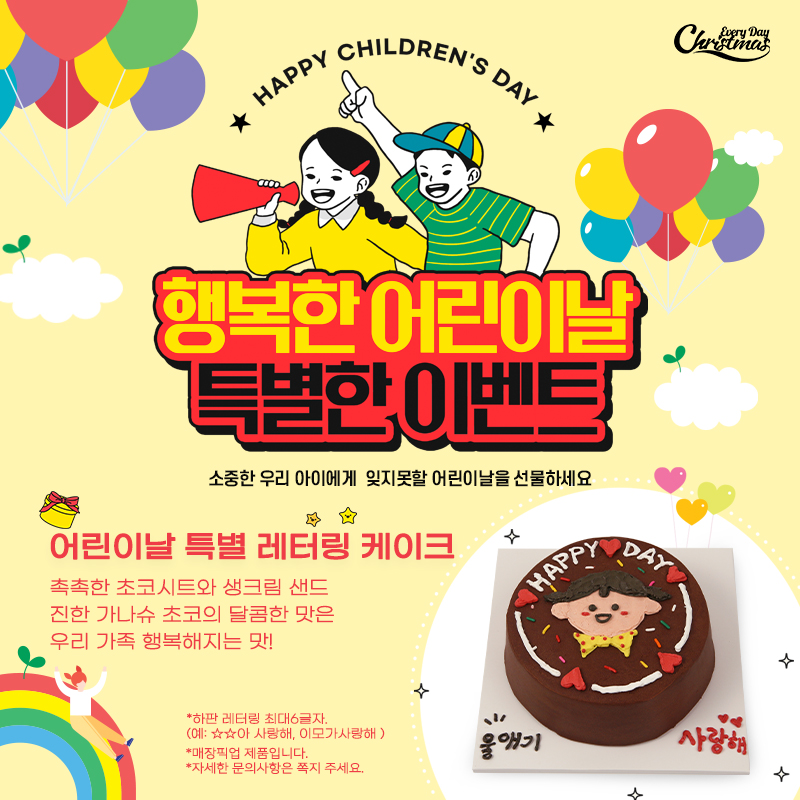 Every Day
Christmas
HAPPY CHILDREN'S DAY
행복한 어린이날
특별한 이벤트
소중한 우리 아이에게 잊지못할 어린이날을 선물하세요
어린이날 특별 레터링 케이크
촉촉한 초코시트와 생크림 샌드
진한 가나슈 초코의 달콤한 맛은
우리 가족 행복해지는 맛!
HAPPY DAY
*하판 레터링 최대6글자.
(예: ☆☆아 사랑해, 이모가사랑해 )
*매장픽업 제품입니다.
*자세한 문의사항은 쪽지 주세요.
울애기
사랑해